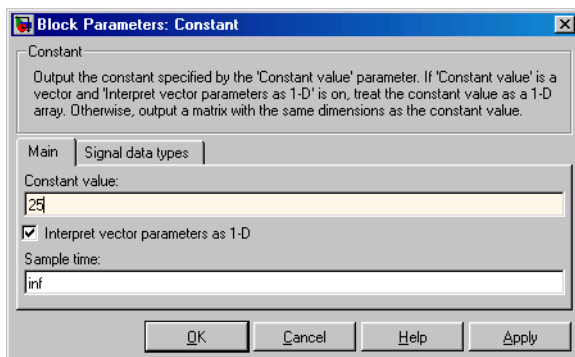 Block Parameters: Constant
Constant
Output the constant specified by the 'Constant value' parameter. If 'Constant value' is a
vector and 'Interpret vector parameters as 1-D' is on, treat the constant value as a 1-D
array. Otherwise, output a matrix with the same dimensions as the constant value.
Main Signal data types
Constant value:
25
Interpret vector parameters as 1-D
Sample time:
inf
OK Cancel Help Apply